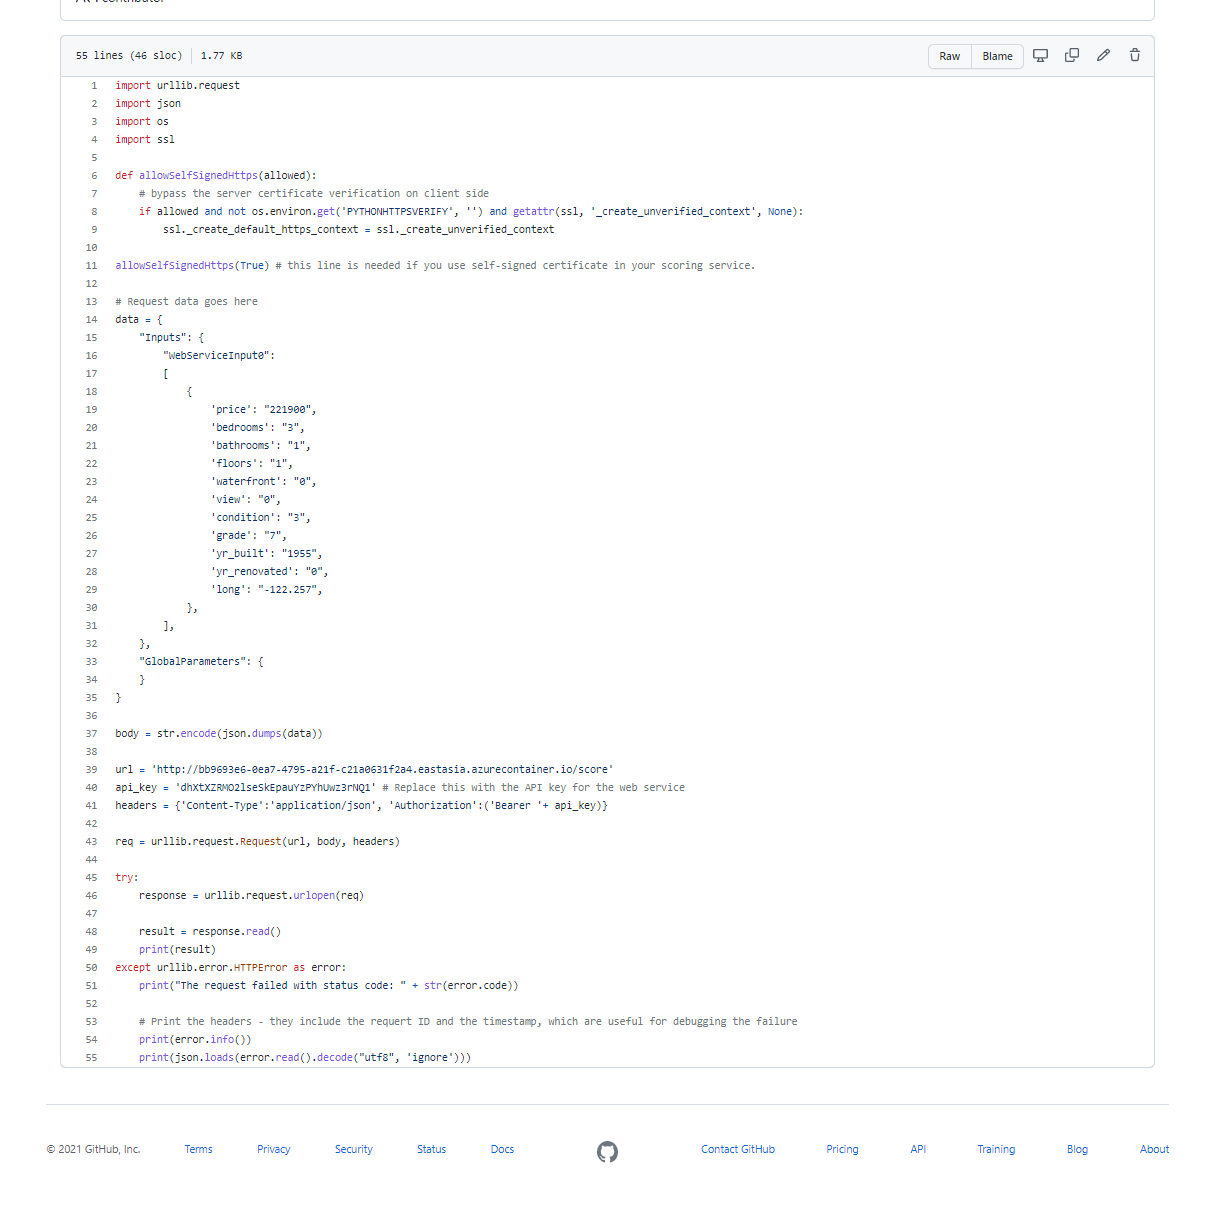 55 lines (46 sloc) 1.77 KB Raw Blame
1 import urllib.request
2 import json
3 import os
4 import ssl
5
6 def allowSelfSignedHttps(allowed):
7 # bypass the server certificate verification on client side
8 if allowed and not os.environ.get('PYTHONHTTPSVERIFY', '') and getattr(ssl, '_create_unverified_context', None):
9 ssl._create_default_https_context = ssl._create_unverified_context
10
11 allowSelfSignedHttps(True) # this line is needed if you use self-signed certificate in your scoring service.
12
13 # Request data goes here
14 data = {
15 "Inputs": {
16 "WebServiceInput0":
17 [
18 {
19 'price': "221900",
20 'bedrooms': "3",
21 'bathrooms': "1",
22 'floors': "1",
23 'waterfront': "0",
24 'view': "0",
25 'condition': "3",
26 'grade': "7",
27 'yr_built': "1955",
28 'yr_renovated': "0",
29 'long': "-122.257",
30 },
31 ],
32 },
33 "GlobalParameters": {
34 }
35 }
36
37 body = str.encode(json.dumps(data))
38
39 url = 'http://bb9693e6-0ea7-4795-a21f-c21a0631f2a4.eastasia.azurecontainer.io/score'
40 api_key = 'dhXtXZRMO2lseSkEpauYzPYhUwz3rNQ1' # Replace this with the API key for the web service
41 headers = {'Content-Type':'application/json', 'Authorization':('Bearer '+ api_key)}
42
43 req = urllib.request.Request(url, body, headers)
44
45 try:
46 response = urllib.request.urlopen(req)
47
48 result = response.read()
49 print(result)
50 except urllib.error.HTTPError as error:
51 print("The request failed with status code: " + str(error.code))
52
53 # Print the headers - they include the requert ID and the timestamp, which are useful for debugging the failure
54 print(error.info())
55 print(json.loads(error.read().decode("utf8", 'ignore')))
© 2021 GitHub, Inc. Terms Privacy Security Status Docs Contact GitHub Pricing API Training Blog About